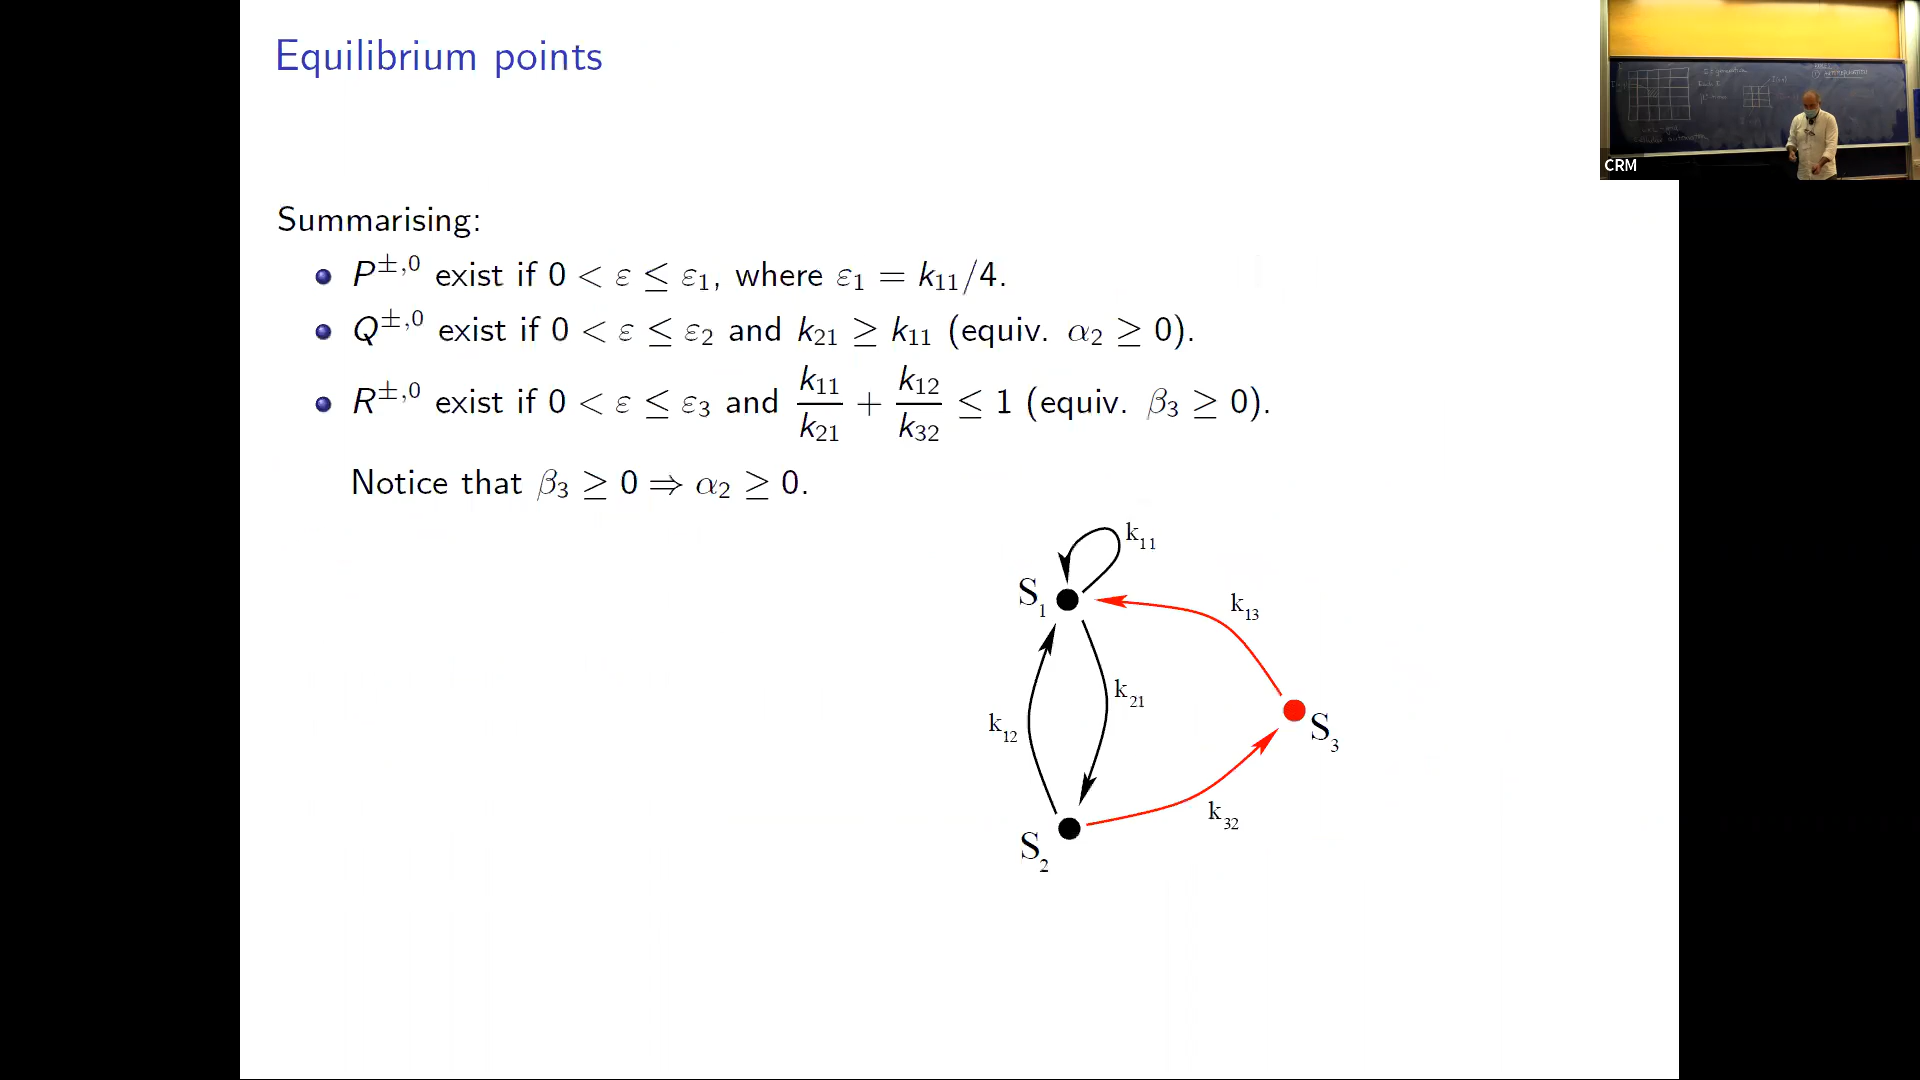 Equilibrium points
Summarising:
P^{±,0} exist if 0 < ε ≤ ε₁, where ε₁ = k₁₁/4.
Q^{±,0} exist if 0 < ε ≤ ε₂ and k₂₁ ≥ k₁₁ (equiv. α₂ ≥ 0).
R^{±,0} exist if 0 < ε ≤ ε₃ and k₁₁/k₂₁ + k₁₂/k₃₂ ≤ 1 (equiv. β₃ ≥ 0).
Notice that β₃ ≥ 0 ⇒ α₂ ≥ 0.
k₁₁
S₁
k₁₃
k₂₁
k₁₂
S₃
k₃₂
S₂
CRM